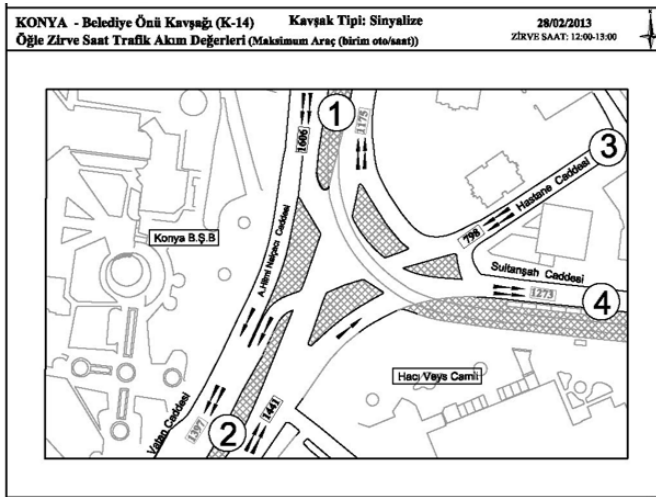 KONYA - Belediye Önü Kavşağı (K-14)
Kavşak Tipi: Sinyalize
28/02/2013
Öğle Zirve Saat Trafik Akım Değerleri (Maksimum Araç (birim oto/saat))
ZİRVE SAAT: 12:00-13:00
1
1606
1175
3
Hastane Caddesi
798
Konya B.Ş.B
A.Hilmi Nalçacı Caddesi
Sultanşah Caddesi
1273
4
Hacı Veys Camii
Vatan Caddesi
1397
2
1441